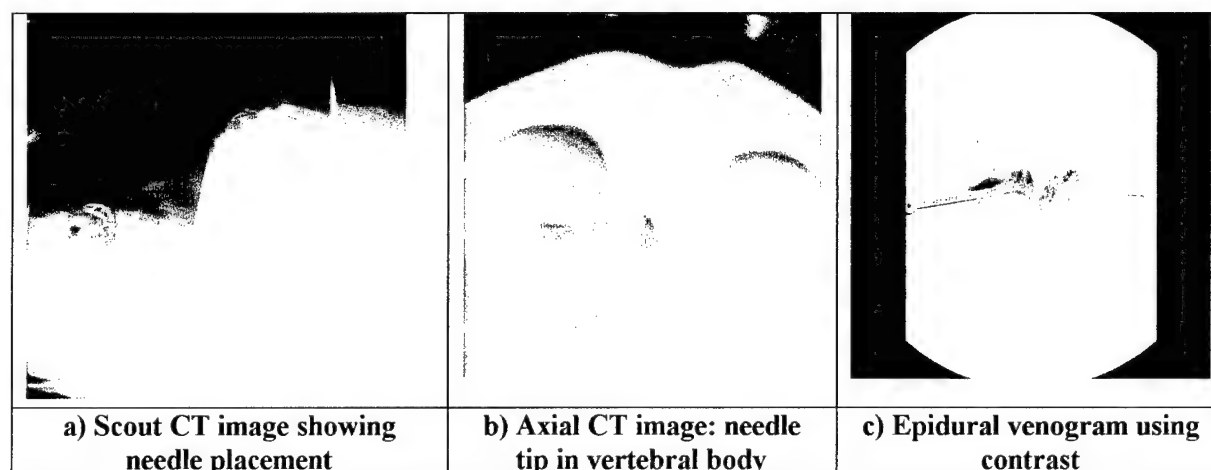 a) Scout CT image showing
needle placement
b) Axial CT image: needle
tip in vertebral body
c) Epidural venogram using
contrast